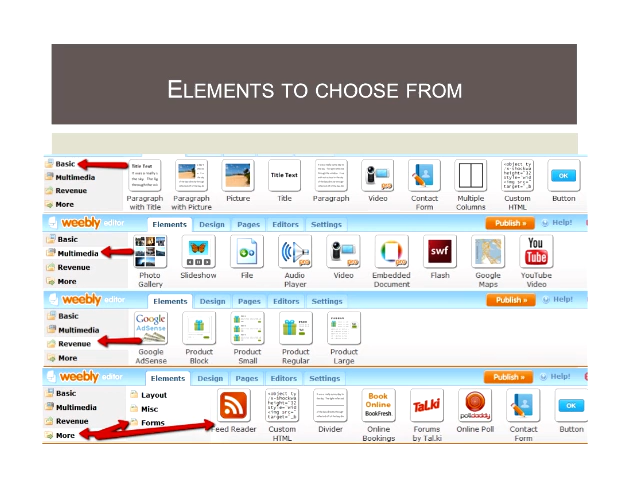 ELEMENTS TO CHOOSE FROM
Basic
Multimedia
Revenue
More
Title Text
Title Text
OK
Paragraph with Title
Paragraph with Picture
Picture
Title
Paragraph
Video
Contact Form
Multiple Columns
Custom HTML
Button
weebly editor
Elements Design Pages Editors Settings
Publish » Help!
Basic
Multimedia
Revenue
More
swf
You Tube
Photo Gallery
Slideshow
File
Audio Player
Video
Embedded Document
Flash
Google Maps
YouTube Video
weebly editor
Elements Design Pages Editors Settings
Publish » Help!
Basic
Multimedia
Revenue
More
Google AdSense
Google AdSense
Product Block
Product Small
Product Regular
Product Large
weebly editor
Elements Design Pages Editors Settings
Publish » Help!
Basic
Multimedia
Revenue
More
Layout
Misc
Forms
Book Online
BookFresh
Tal.ki
polldaddy
OK
Feed Reader
Custom HTML
Divider
Online Bookings
Forums by Tal.ki
Online Poll
Contact Form
Button